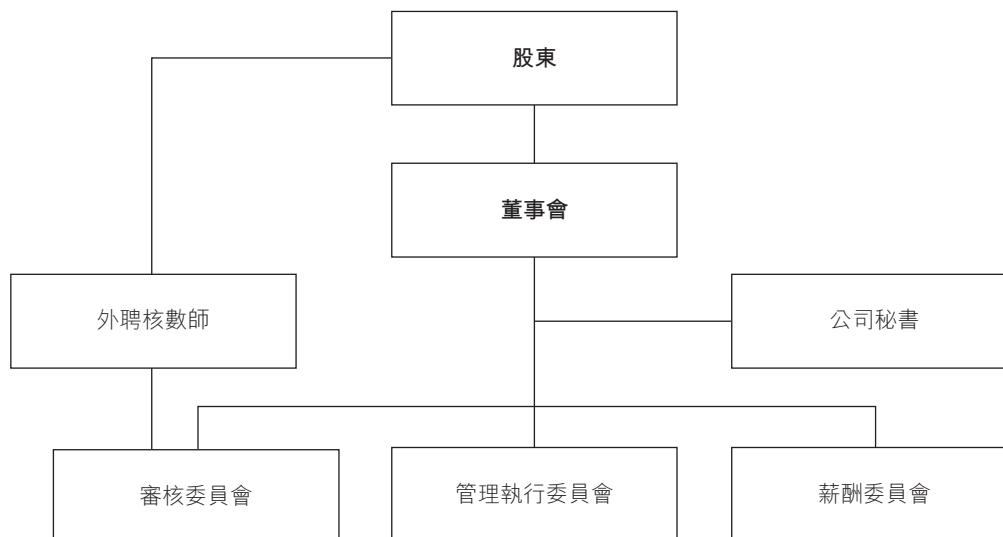 股東
董事會
外聘核數師
公司秘書
審核委員會
管理執行委員會
薪酬委員會